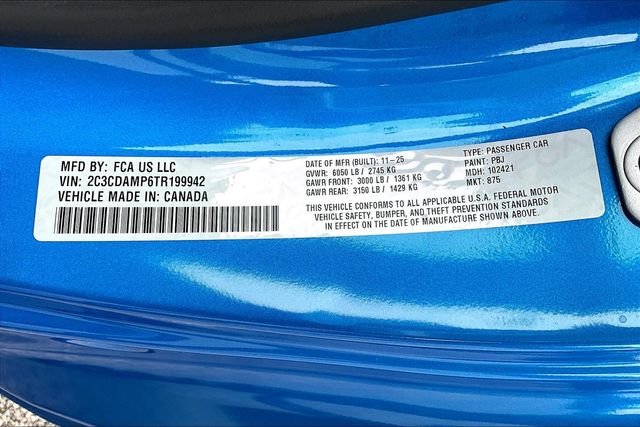 MFD BY: FCA US LLC
VIN: 2C3CDAMP6TR199942
VEHICLE MADE IN: CANADA
DATE OF MFR (BUILT): 11-25
GVWR: 6050 LB / 2745 KG
GAWR FRONT: 3000 LB / 1361 KG
GAWR REAR: 3150 LB / 1429 KG
TYPE: PASSENGER CAR
PAINT: PBJ
MDH: 102421
MKT: 875
THIS VEHICLE CONFORMS TO ALL APPLICABLE U.S.A. FEDERAL MOTOR
VEHICLE SAFETY, BUMPER, AND THEFT PREVENTION STANDARDS
IN EFFECT ON THE DATE OF MANUFACTURE SHOWN ABOVE